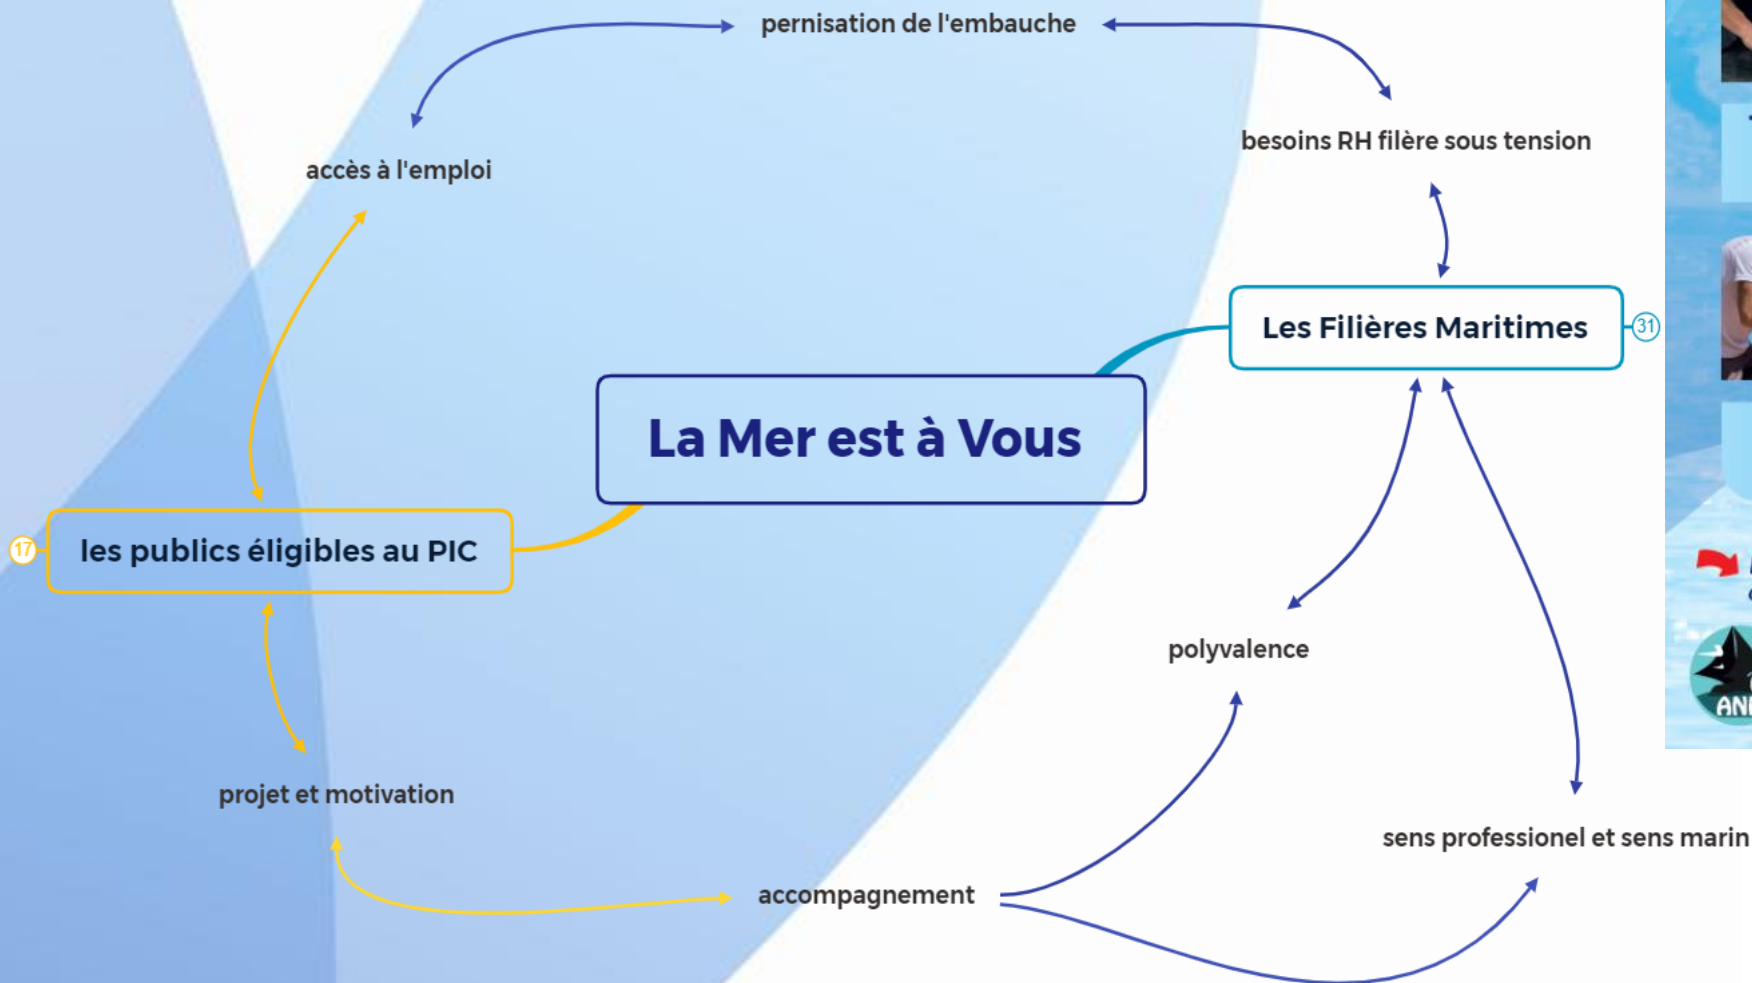 pernisation de l'embauche
besoins RH filère sous tension
accès à l'emploi
Les Filières Maritimes
31
La Mer est à Vous
17
les publics éligibles au PIC
polyvalence
projet et motivation
sens professionel et sens marin
accompagnement